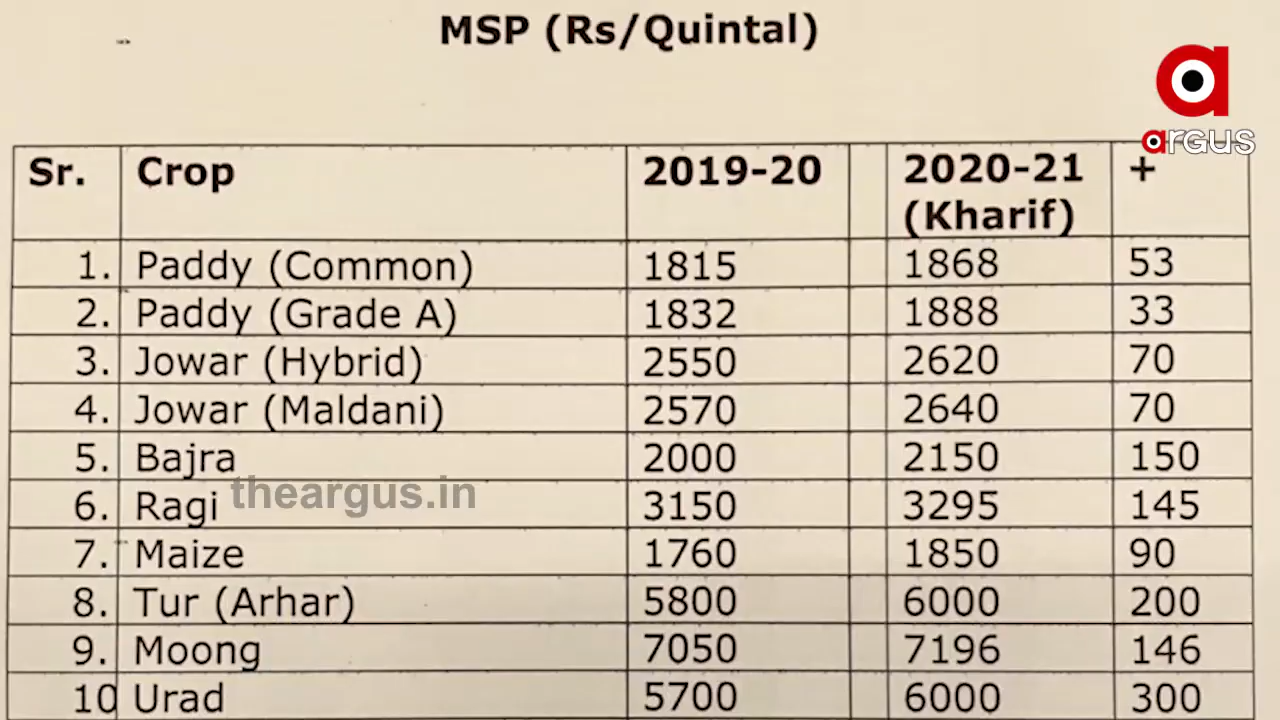 MSP (Rs/Quintal)
argus
Sr. Crop 2019-20 2020-21 (Kharif) +
1. Paddy (Common) 1815 1868 53
2. Paddy (Grade A) 1832 1888 33
3. Jowar (Hybrid) 2550 2620 70
4. Jowar (Maldani) 2570 2640 70
5. Bajra 2000 2150 150
theargus.in
6. Ragi 3150 3295 145
7. Maize 1760 1850 90
8. Tur (Arhar) 5800 6000 200
9. Moong 7050 7196 146
10 Urad 5700 6000 300